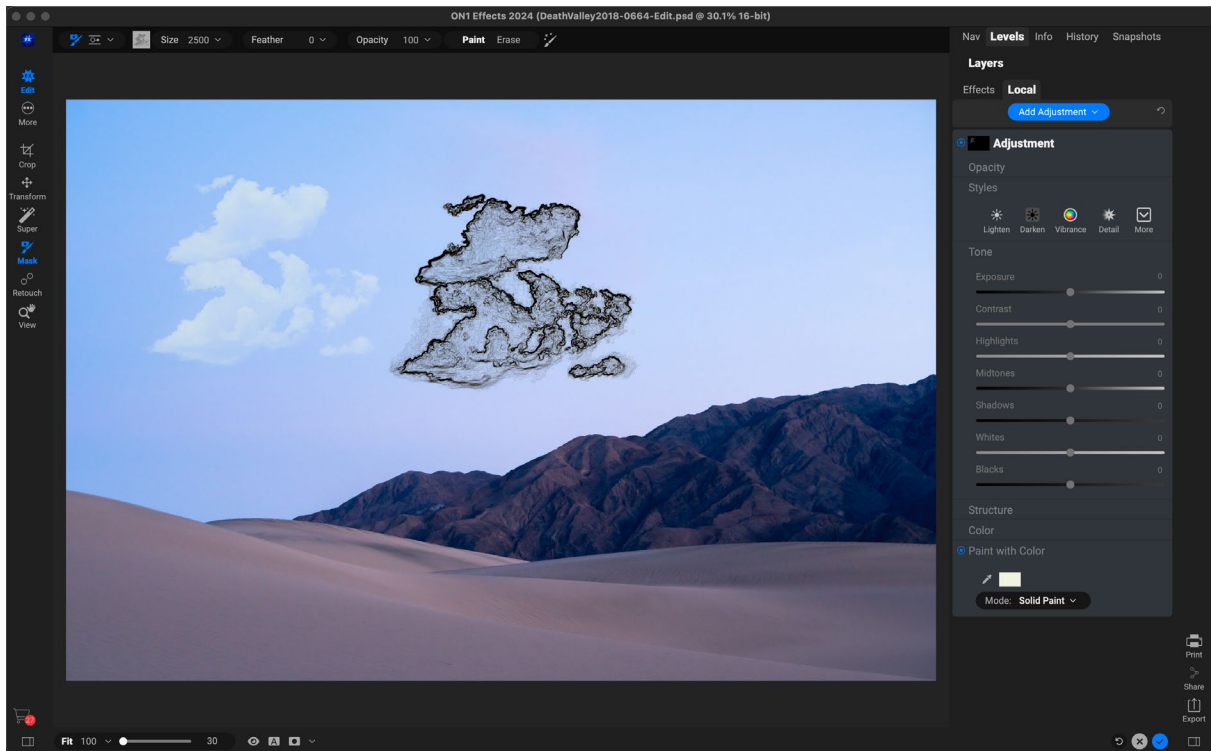 ON1 Effects 2024 (DeathValley2018-0664-Edit.psd @ 30.1% 16-bit)
Size 2500 Feather 0 Opacity 100 Paint Erase
Nav Levels Info History Snapshots
Layers
Effects Local
Add Adjustment
Adjustment
Opacity
Styles
Lighten Darken Vibrance Detail More
Tone
Exposure 0
Contrast 0
Highlights 0
Midtones 0
Shadows 0
Whites 0
Blacks 0
Structure
Color
Paint with Color
Mode: Solid Paint
Edit
More
Crop
Transform
Super
Mask
Retouch
View
27
Print
Share
Export
Fit 100 30
A